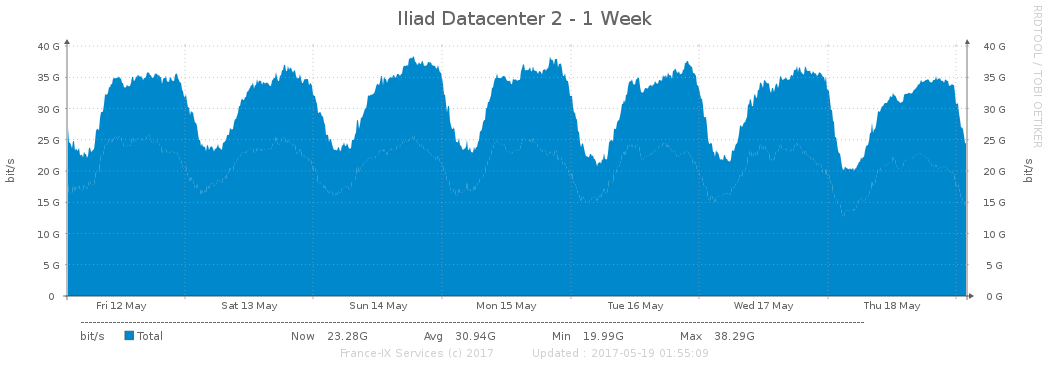 Iliad Datacenter 2 - 1 Week
RRDTOOL / TOBI OETIKER
bit/s
40 G 40 G
35 G 35 G
30 G 30 G
25 G 25 G
20 G 20 G
15 G 15 G
10 G 10 G
5 G 5 G
0 0 G
bit/s
Fri 12 May Sat 13 May Sun 14 May Mon 15 May Tue 16 May Wed 17 May Thu 18 May
bit/s Total Now 23.28G Avg 30.94G Min 19.99G Max 38.29G
France-IX Services (c) 2017 Updated : 2017-05-19 01:55:09